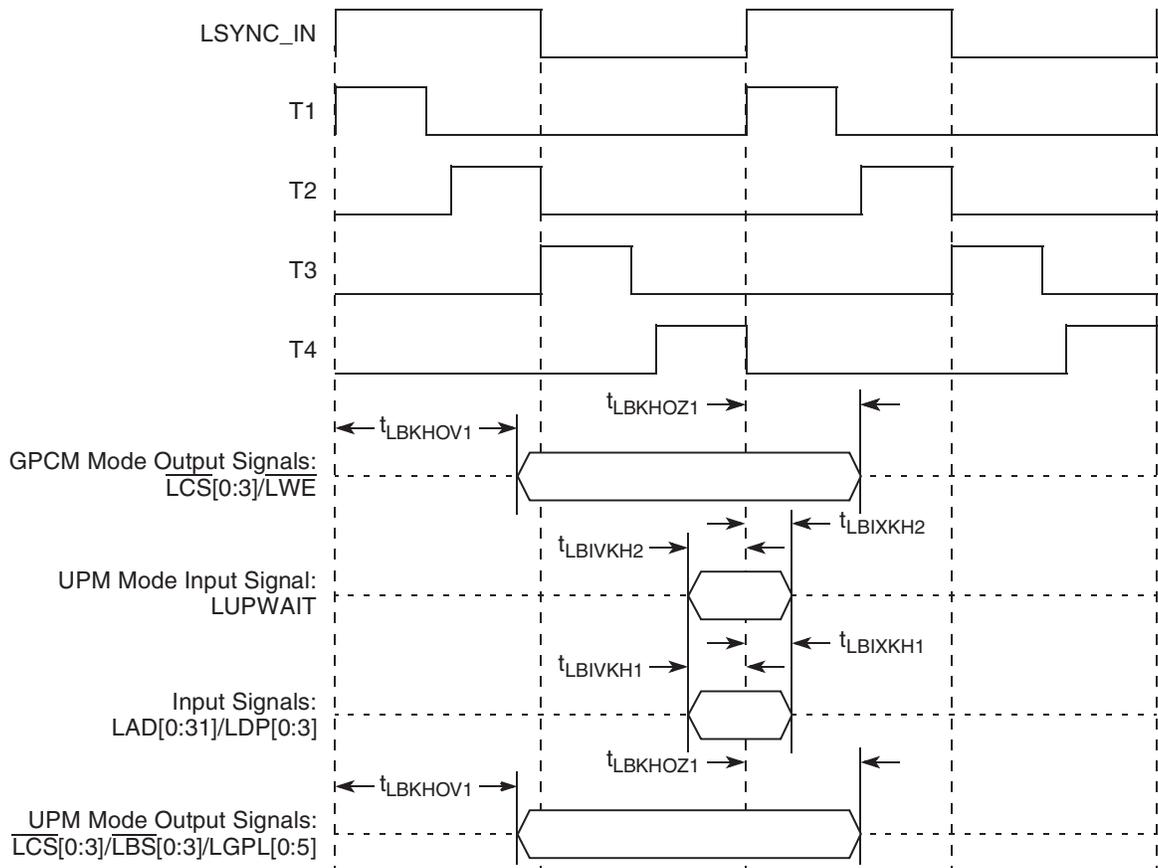 LSYNC_IN
T1
T2
T3
T4
tLBKHOZ1
tLBKHOV1
GPCM Mode Output Signals:
LCS[0:3]/LWE
tLBIXKH2
tLBIVKH2
UPM Mode Input Signal:
LUPWAIT
tLBIXKH1
tLBIVKH1
Input Signals:
LAD[0:31]/LDP[0:3]
tLBKHOZ1
tLBKHOV1
UPM Mode Output Signals:
LCS[0:3]/LBS[0:3]/LGPL[0:5]